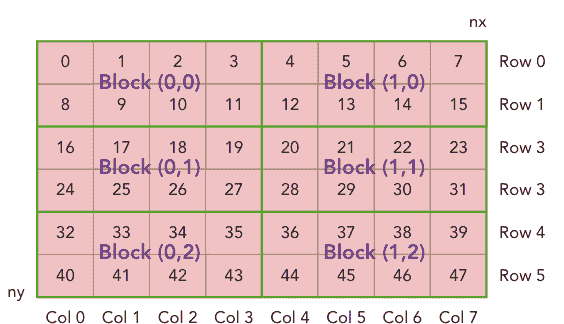 nx
0 1 2 3 4 5 6 7 Row 0
Block (0,0) Block (1,0)
8 9 10 11 12 13 14 15 Row 1
16 17 18 19 20 21 22 23 Row 3
Block (0,1) Block (1,1)
24 25 26 27 28 29 30 31 Row 3
32 33 34 35 36 37 38 39 Row 4
Block (0,2) Block (1,2)
40 41 42 43 44 45 46 47 Row 5
ny
Col 0 Col 1 Col 2 Col 3 Col 4 Col 5 Col 6 Col 7